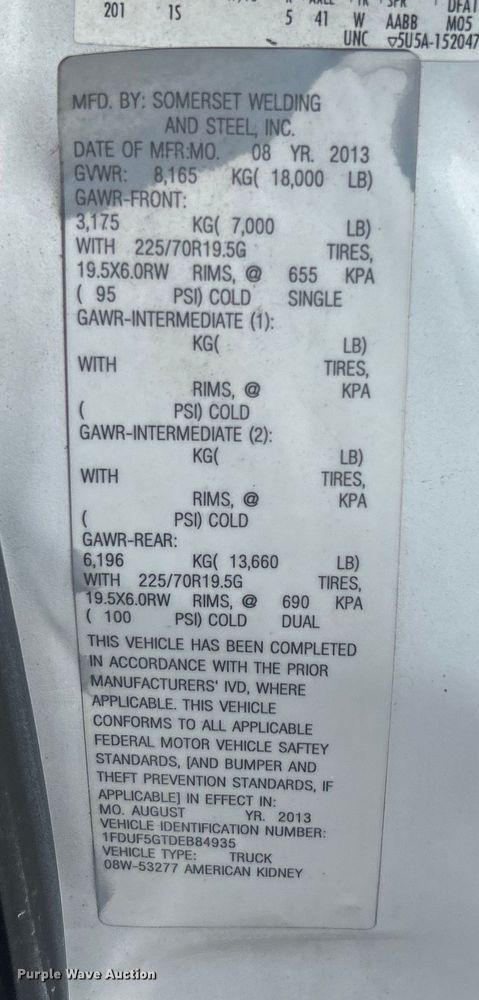 201 1S 5 41 W AABB M05
UNC ▽5U5A-152047
MFD. BY: SOMERSET WELDING
AND STEEL, INC.
DATE OF MFR:MO. 08 YR. 2013
GVWR: 8,165 KG( 18,000 LB)
GAWR-FRONT:
3,175 KG( 7,000 LB)
WITH 225/70R19.5G TIRES,
19.5X6.0RW RIMS, @ 655 KPA
( 95 PSI) COLD SINGLE
GAWR-INTERMEDIATE (1):
KG( LB)
WITH TIRES,
RIMS, @ KPA
( PSI) COLD
GAWR-INTERMEDIATE (2):
KG( LB)
WITH TIRES,
RIMS, @ KPA
( PSI) COLD
GAWR-REAR:
6,196 KG( 13,660 LB)
WITH 225/70R19.5G TIRES,
19.5X6.0RW RIMS, @ 690 KPA
( 100 PSI) COLD DUAL
THIS VEHICLE HAS BEEN COMPLETED
IN ACCORDANCE WITH THE PRIOR
MANUFACTURERS' IVD, WHERE
APPLICABLE. THIS VEHICLE
CONFORMS TO ALL APPLICABLE
FEDERAL MOTOR VEHICLE SAFTEY
STANDARDS, [AND BUMPER AND
THEFT PREVENTION STANDARDS, IF
APPLICABLE] IN EFFECT IN:
MO. AUGUST YR. 2013
VEHICLE IDENTIFICATION NUMBER:
1FDUF5GTDEB84935
VEHICLE TYPE: TRUCK
08W-53277 AMERICAN KIDNEY
Purple Wave Auction